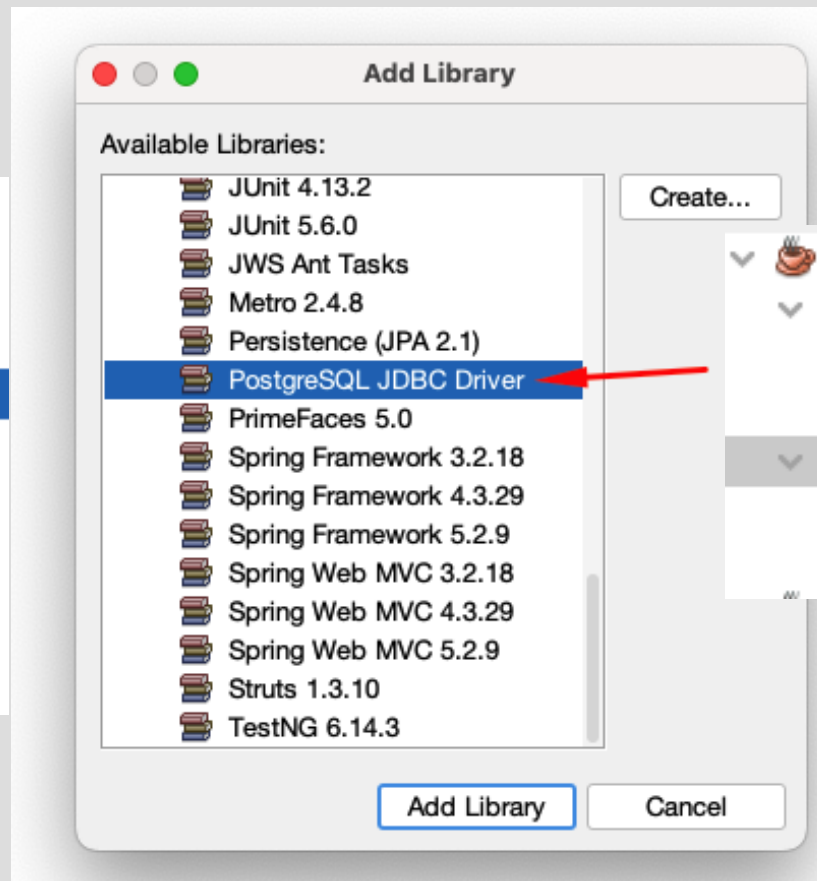 Add Library
Available Libraries:
JUnit 4.13.2
Create...
JUnit 5.6.0
JWS Ant Tasks
Metro 2.4.8
Persistence (JPA 2.1)
PostgreSQL JDBC Driver
PrimeFaces 5.0
Spring Framework 3.2.18
Spring Framework 4.3.29
Spring Framework 5.2.9
Spring Web MVC 3.2.18
Spring Web MVC 4.3.29
Spring Web MVC 5.2.9
Struts 1.3.10
TestNG 6.14.3
Add Library
Cancel